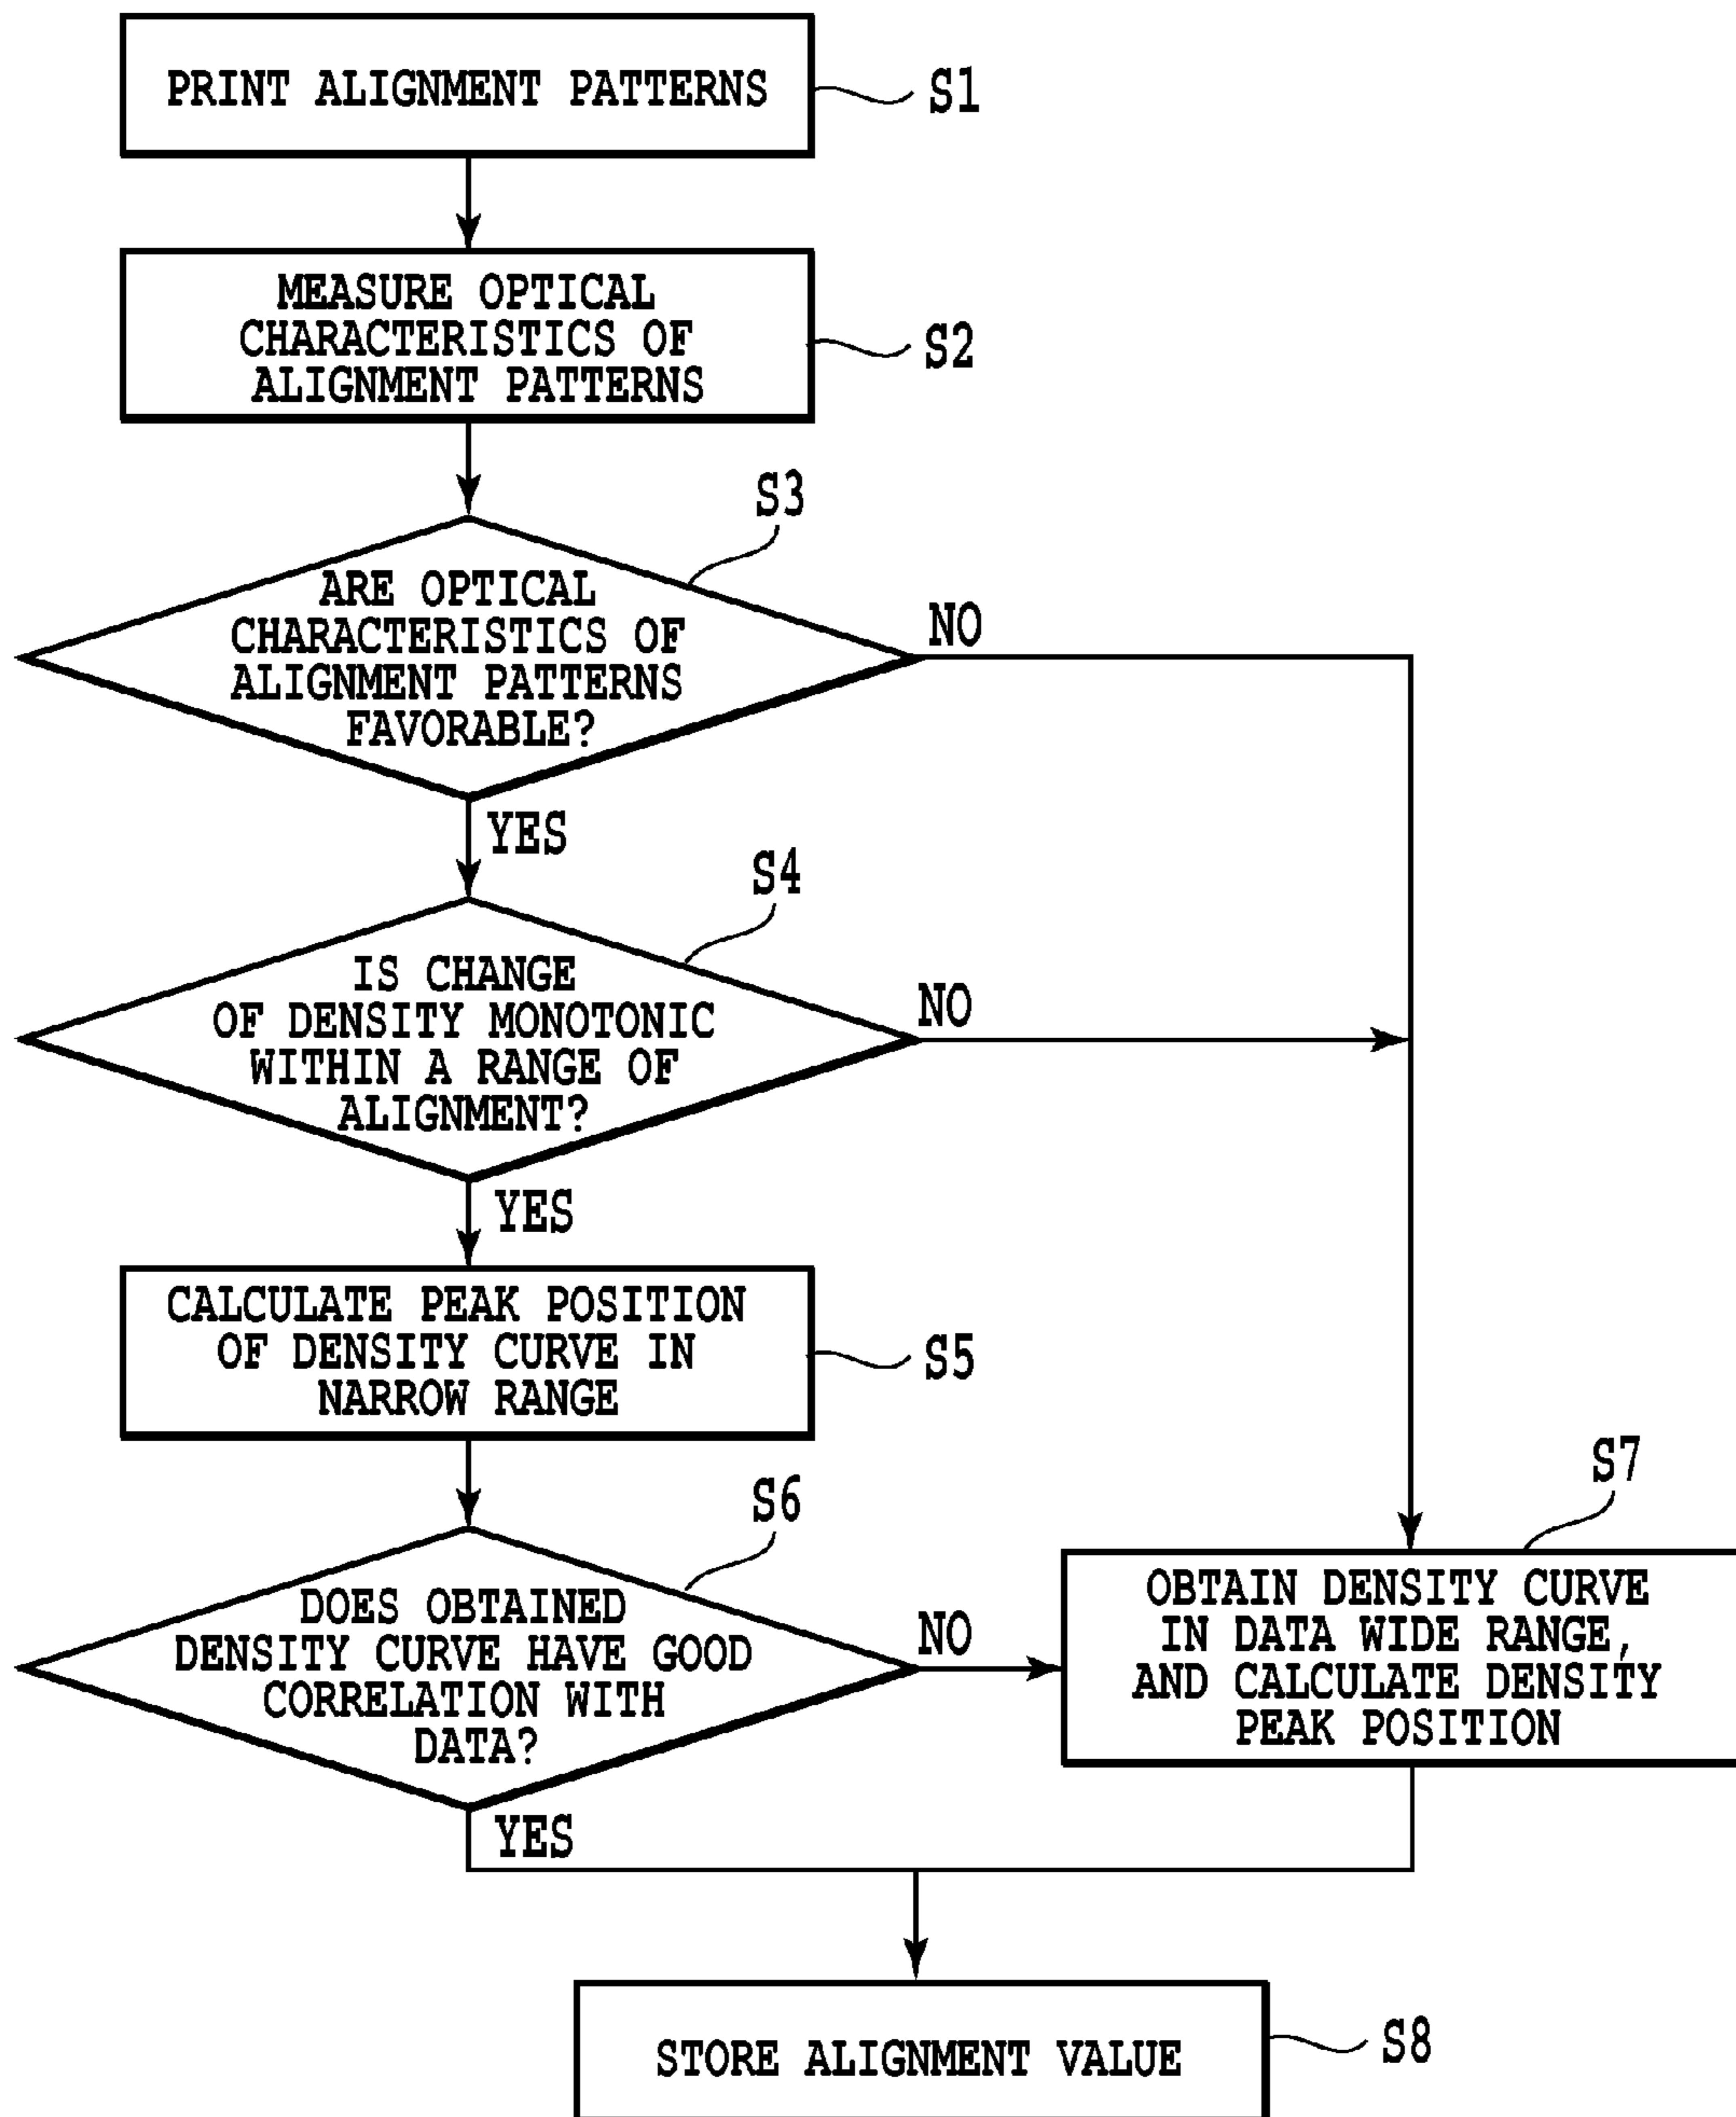 PRINT ALIGNMENT PATTERNS
S1
MEASURE OPTICAL
CHARACTERISTICS OF
ALIGNMENT PATTERNS
S2
S3
ARE OPTICAL
CHARACTERISTICS OF
ALIGNMENT PATTERNS
FAVORABLE?
NO
YES
S4
IS CHANGE
OF DENSITY MONOTONIC
WITHIN A RANGE OF
ALIGNMENT?
NO
YES
CALCULATE PEAK POSITION
OF DENSITY CURVE IN
NARROW RANGE
S5
S6
DOES OBTAINED
DENSITY CURVE HAVE GOOD
CORRELATION WITH
DATA?
NO
YES
S7
OBTAIN DENSITY CURVE
IN DATA WIDE RANGE,
AND CALCULATE DENSITY
PEAK POSITION
STORE ALIGNMENT VALUE
S8